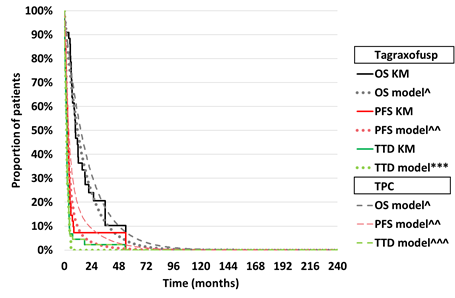 100%
90%
80%
70%
60%
50%
40%
30%
20%
10%
0%
Proportion of patients
0 24 48 72 96 120 144 168 192 216 240
Time (months)
Tagraxofusp
OS KM
OS model^
PFS KM
PFS model^^
TTD KM
TTD model***
TPC
OS model^
PFS model^^
TTD model^^^